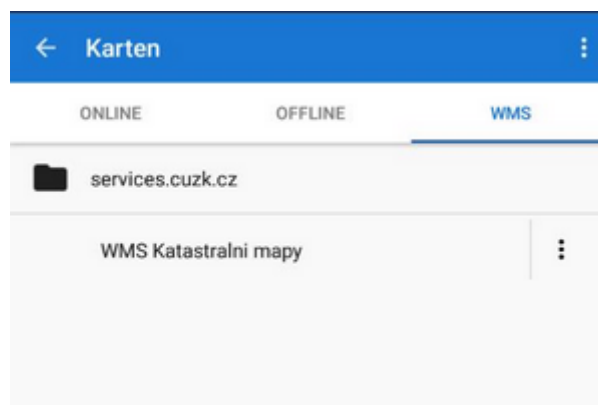 Karten
ONLINE OFFLINE WMS
services.cuzk.cz
WMS Katastralni mapy